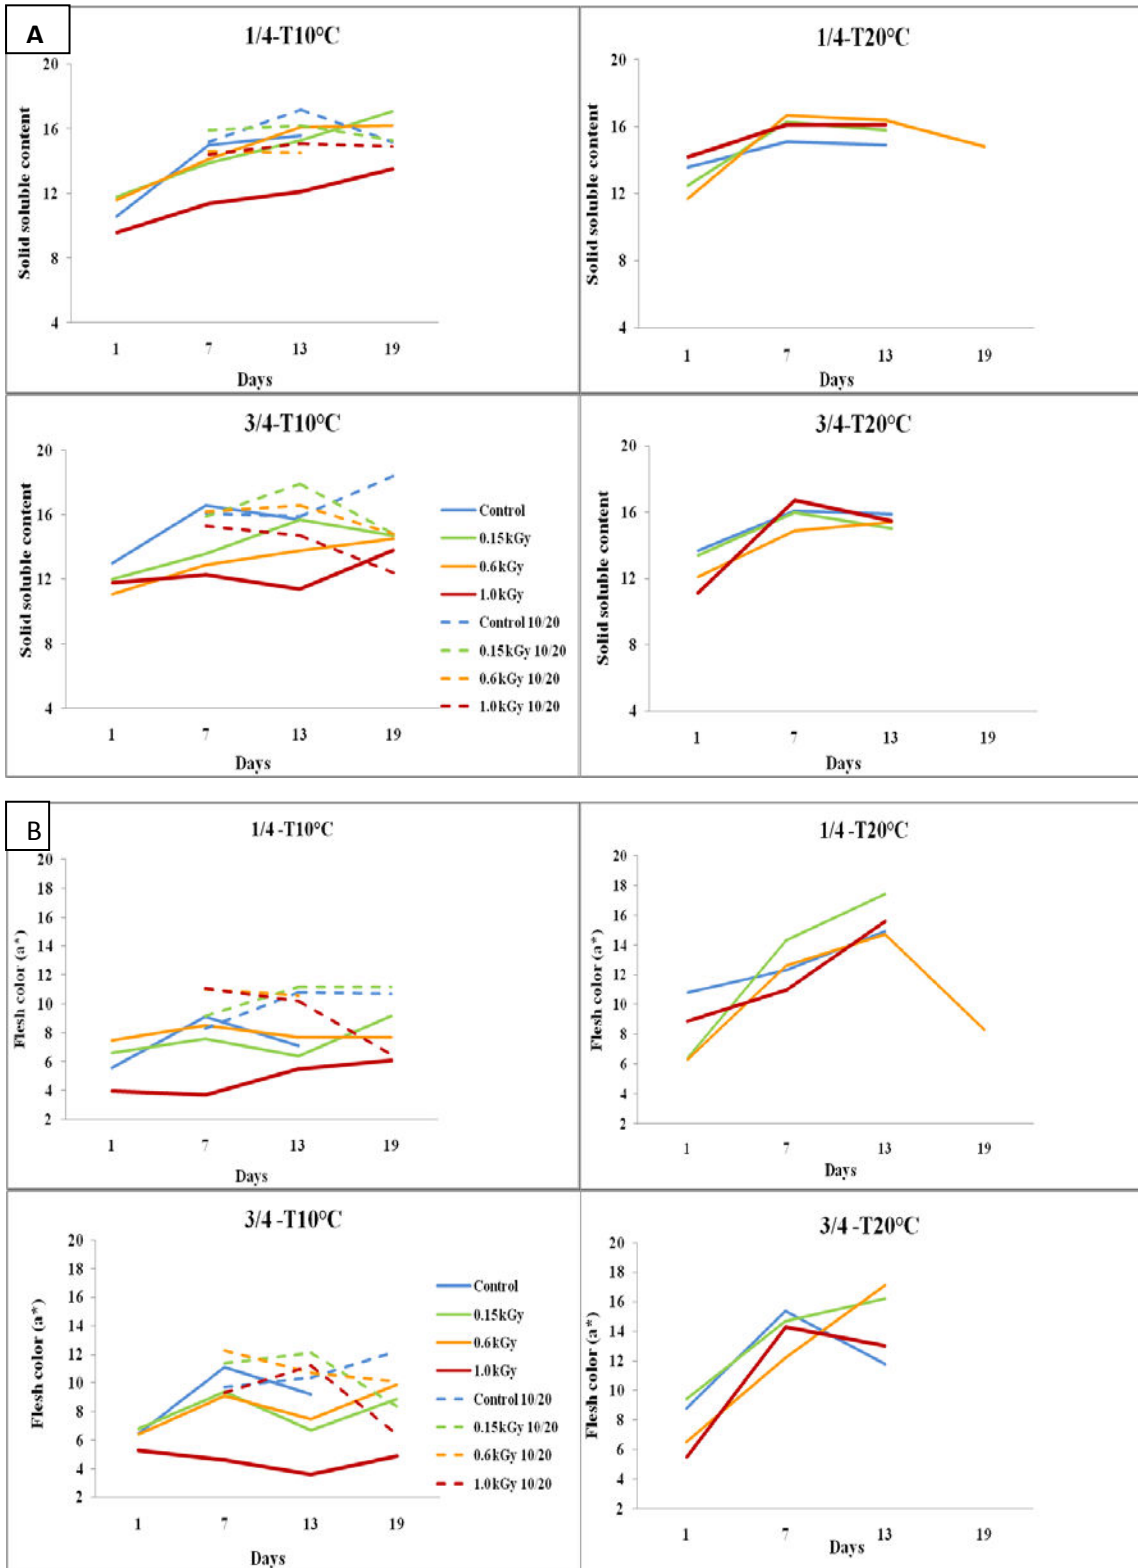 A
1/4-T10°C
20
16
12
8
4
Solid soluble content
1 7 13 19
Days
1/4-T20°C
20
16
12
8
4
Solid soluble content
1 7 13 19
Days
3/4-T10°C
20
16
12
8
4
Solid soluble content
1 7 13 19
Days
Control
0.15kGy
0.6kGy
1.0kGy
Control 10/20
0.15kGy 10/20
0.6kGy 10/20
1.0kGy 10/20
3/4-T20°C
20
16
12
8
4
Solid soluble content
1 7 13 19
Days
B
1/4 -T10°C
20
18
16
14
12
10
8
6
4
2
Flesh color (a*)
1 7 13 19
Days
1/4 -T20°C
20
18
16
14
12
10
8
6
4
2
Flesh color (a*)
1 7 13 19
Days
3/4 -T10°C
20
18
16
14
12
10
8
6
4
2
Flesh color (a*)
1 7 13 19
Days
Control
0.15kGy
0.6kGy
1.0kGy
Control 10/20
0.15kGy 10/20
0.6kGy 10/20
1.0kGy 10/20
3/4 -T20°C
20
18
16
14
12
10
8
6
4
2
Flesh color (a*)
1 7 13 19
Days